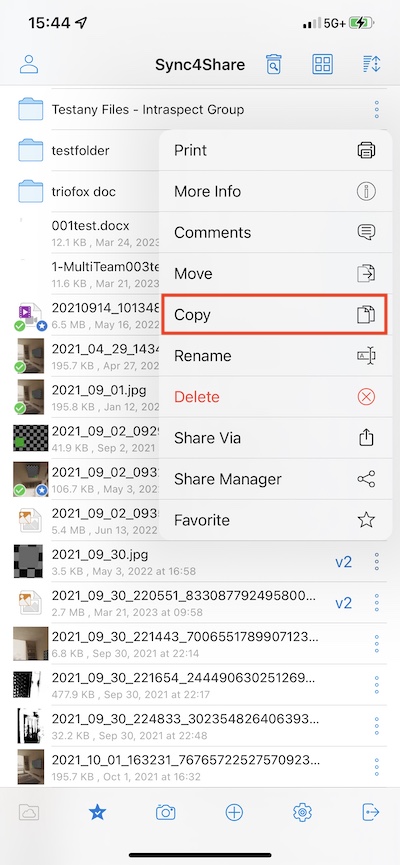 15:44
5G+
Sync4Share
Testany Files - Intraspect Group
testfolder
triofox doc
001test.docx
12.1 KB , Mar 24, 2023
1-MultiTeam003te
11.6 KB , Mar 21, 2023
20210914_101348
6.5 MB , May 16, 2022
2021_04_29_1434
195.7 KB , Apr 27, 202
2021_09_01.jpg
195.8 KB , Jan 12, 202
2021_09_02_092
41.9 KB , Sep 2, 2021
2021_09_02_093
106.7 KB , May 3, 202
2021_09_02_093
5.4 MB , Jun 13, 2022
Print
More Info
Comments
Move
Copy
Rename
Delete
Share Via
Share Manager
Favorite
2021_09_30.jpg
3.5 KB , May 3, 2022 at 16:58
v2
2021_09_30_220551_833087792495800...
2.7 MB , Mar 21, 2023 at 09:58
v2
2021_09_30_221443_7006551789907123...
6.8 KB , Sep 30, 2021 at 22:14
2021_09_30_221654_244490630251269...
477.9 KB , Sep 30, 2021 at 22:17
2021_09_30_224833_302354826406393...
32.2 KB , Sep 30, 2021 at 22:48
2021_10_01_163231_76765722527570923...
195.7 KB , Oct 1, 2021 at 16:32